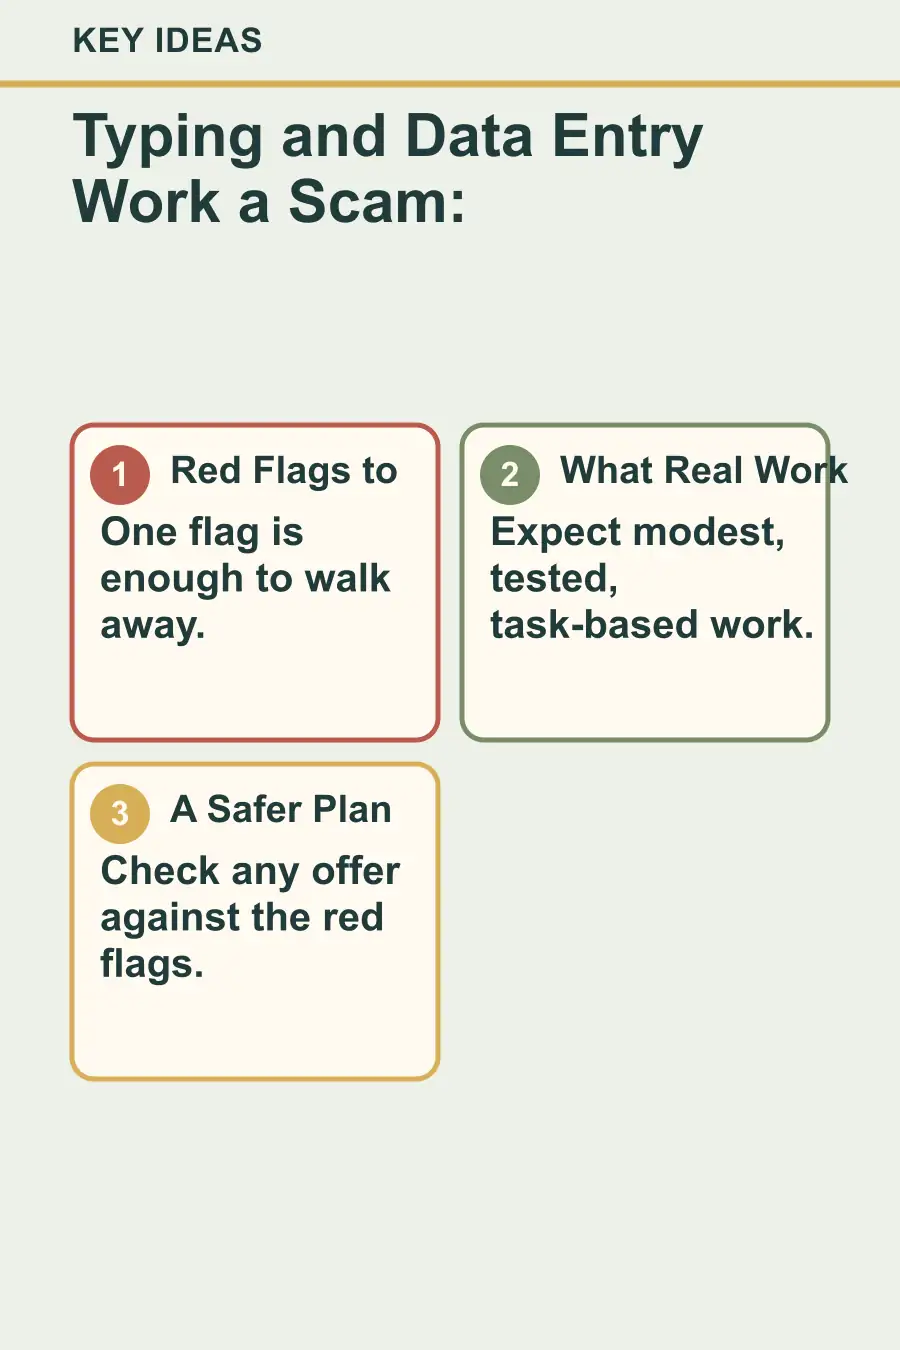 KEY IDEAS
Typing and Data Entry
Work a Scam:
1 Red Flags to
One flag is
enough to walk
away.
2 What Real Work
Expect modest,
tested,
task-based work.
3 A Safer Plan
Check any offer
against the red
flags.